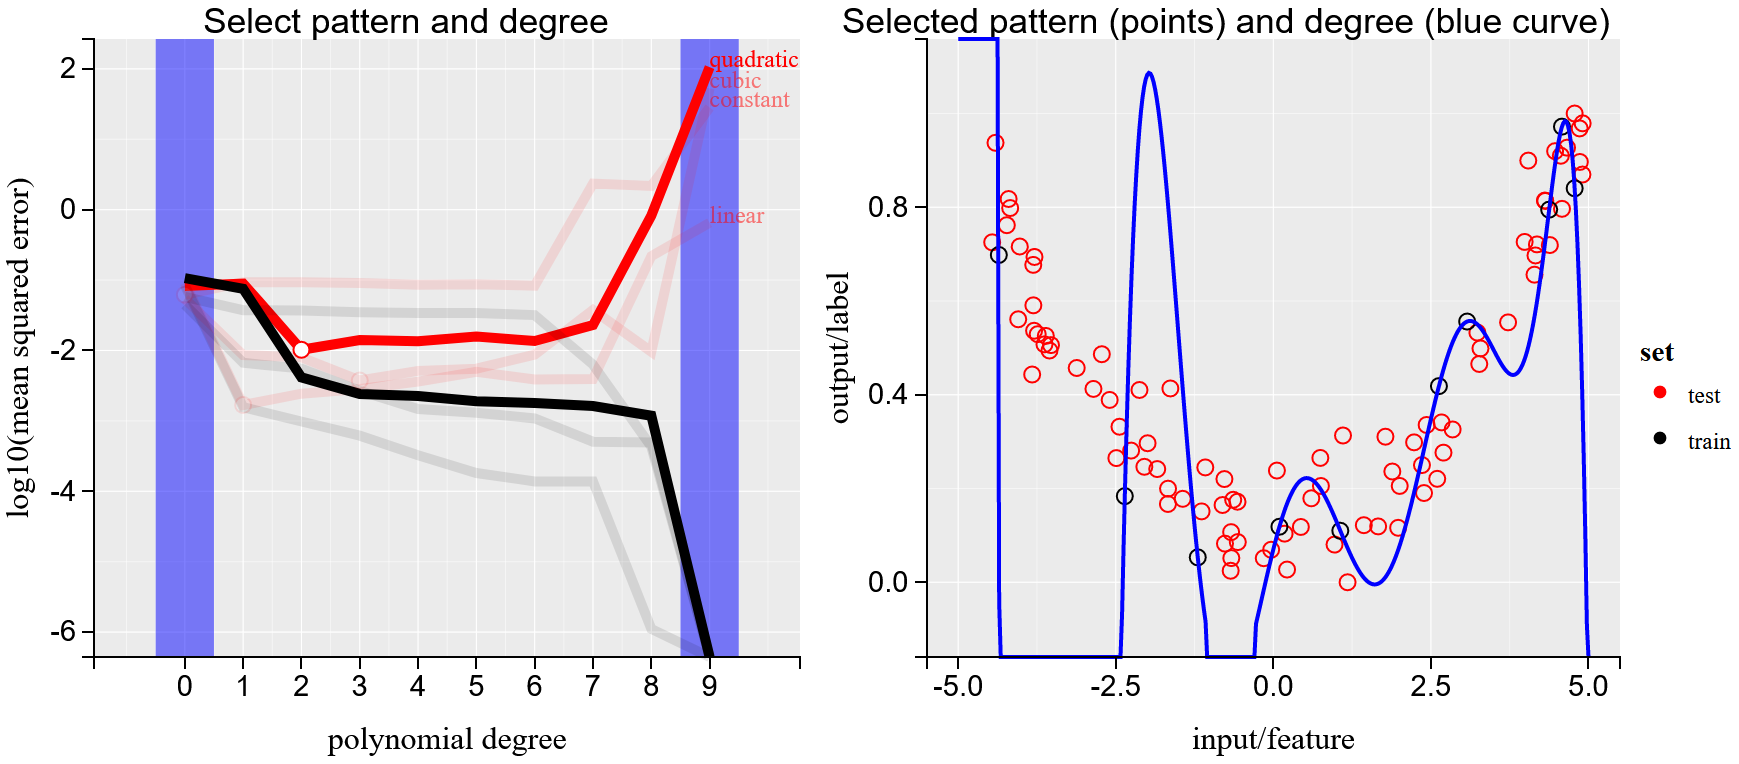 Select pattern and degree
log10(mean squared error)
2
0
-2
-4
-6
quadratic
cubic
constant
linear
0 1 2 3 4 5 6 7 8 9
polynomial degree
Selected pattern (points) and degree (blue curve)
output/label
0.8
0.4
0.0
-5.0 -2.5 0.0 2.5 5.0
input/feature
set
test
train